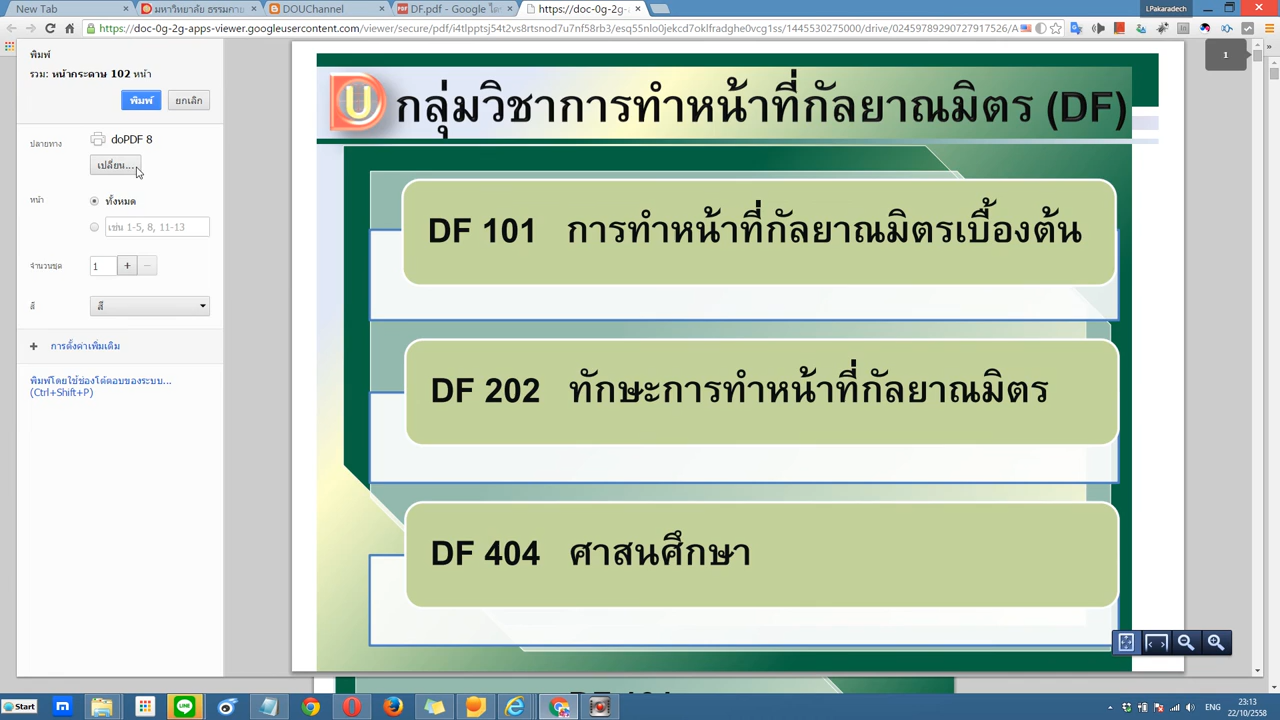 New Tab
มหาวิทยาลัย ธรรมกาย
DOUChannel
DF.pdf - Google ไดร
https://doc-0g-2g-
I.Pakaradech
https://doc-0g-2g-apps-viewer.googleusercontent.com/viewer/secure/pdf/i4tlpptsj54t2vs8rtsnod7u7nf58rb3/esq55nlo0jekcd7oklfradghe0vcg1ss/1445530275000/drive/02459789290727917526/A
พิมพ์
รวม: หน้ากระดาษ 102 หน้า
พิมพ์ ยกเลิก
ปลายทาง doPDF 8
เปลี่ยน...
หน้า ทั้งหมด
เช่น 1-5, 8, 11-13
จำนวนชุด 1 + −
สี สี
+ การตั้งค่าเพิ่มเติม
พิมพ์โดยใช้ช่องโต้ตอบของระบบ...
(Ctrl+Shift+P)
1
U กลุ่มวิชาการทำหน้าที่กัลยาณมิตร (DF)
DF 101 การทำหน้าที่กัลยาณมิตรเบื้องต้น
DF 202 ทักษะการทำหน้าที่กัลยาณมิตร
DF 404 ศาสนศึกษา
Start
LINE
ENG
23:13
22/10/2558